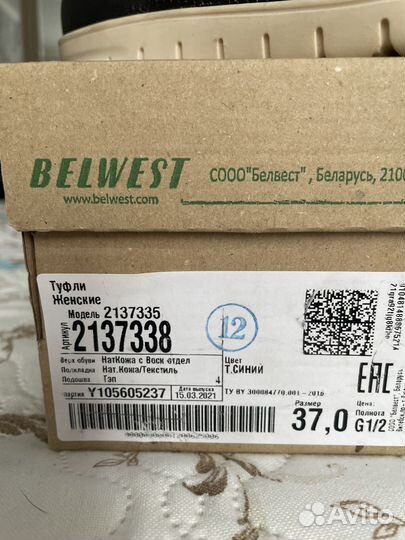 BELWEST
www.belwest.com
СООО"Белвест" , Беларусь, 2100
Туфли
Женские
Модель 2137335
Артикул 2137338
12
Верх обуви НатКожа с Воск отдел
Подкладка Нат.Кожа/Текстиль
Подошва Тэп 4
Цвет
Т.СИНИЙ
партия Y105605237
Дата выпуска
15.03.2021
ТУ BY 300084770.001 – 2016
Размер
37,0
Цена:
Полнота
G1/2
EAC
Avito